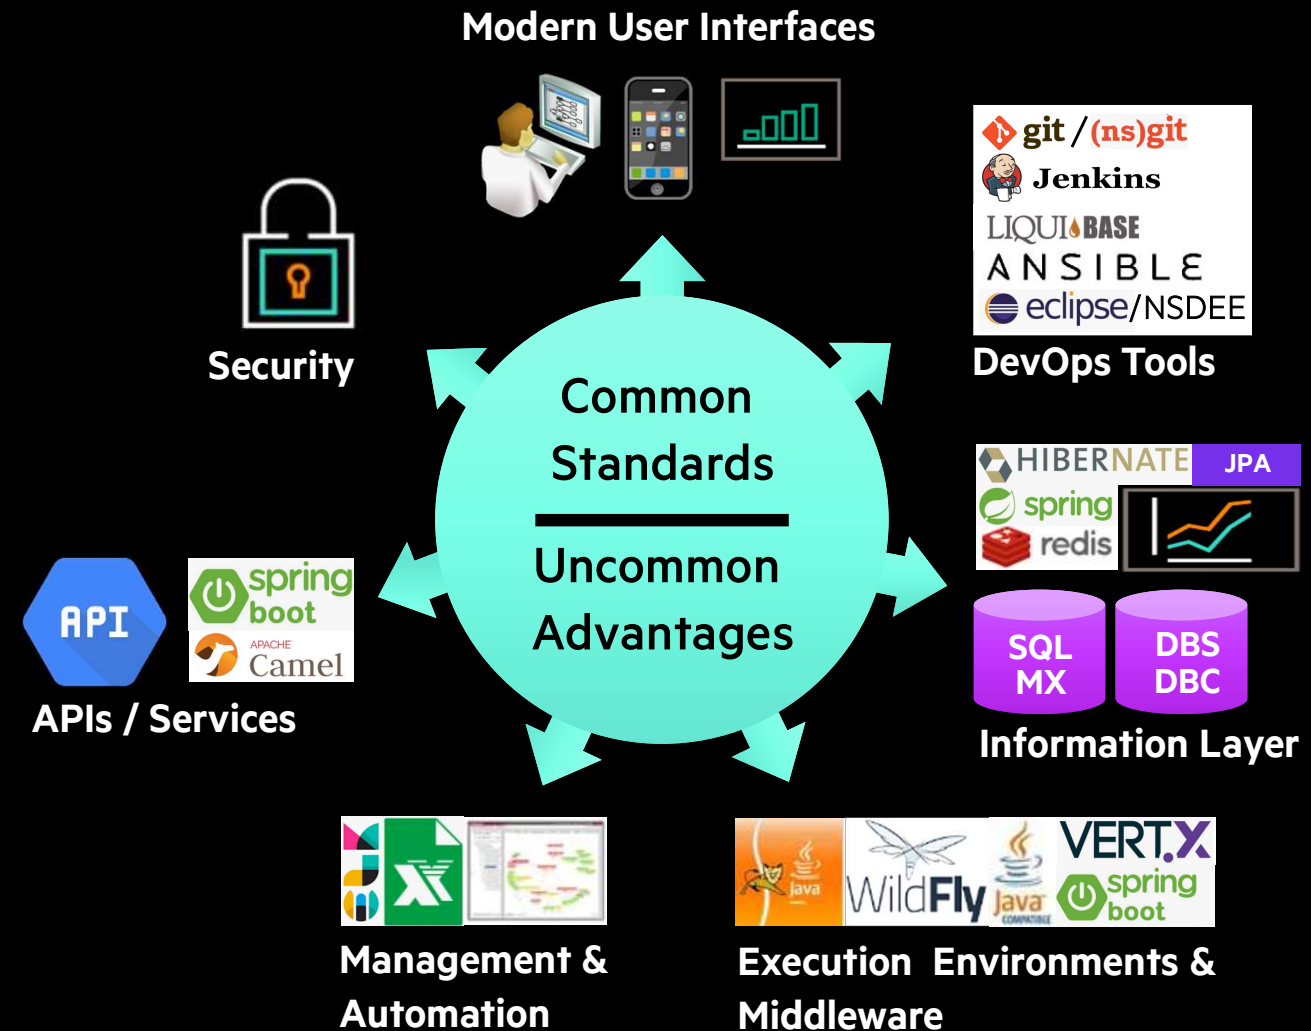 Modern User Interfaces
git / (ns)git
Jenkins
LIQUIBASE
ANSIBLE
eclipse/NSDEE
DevOps Tools
Security
Common
Standards
Uncommon
Advantages
HIBERNATE JPA
spring
redis
SQL
MX
DBS
DBC
Information Layer
API
spring
boot
APACHE
Camel
APIs / Services
Management &
Automation
Java
WildFly
Java
COMPATIBLE
VERT.X
spring
boot
Execution Environments &
Middleware